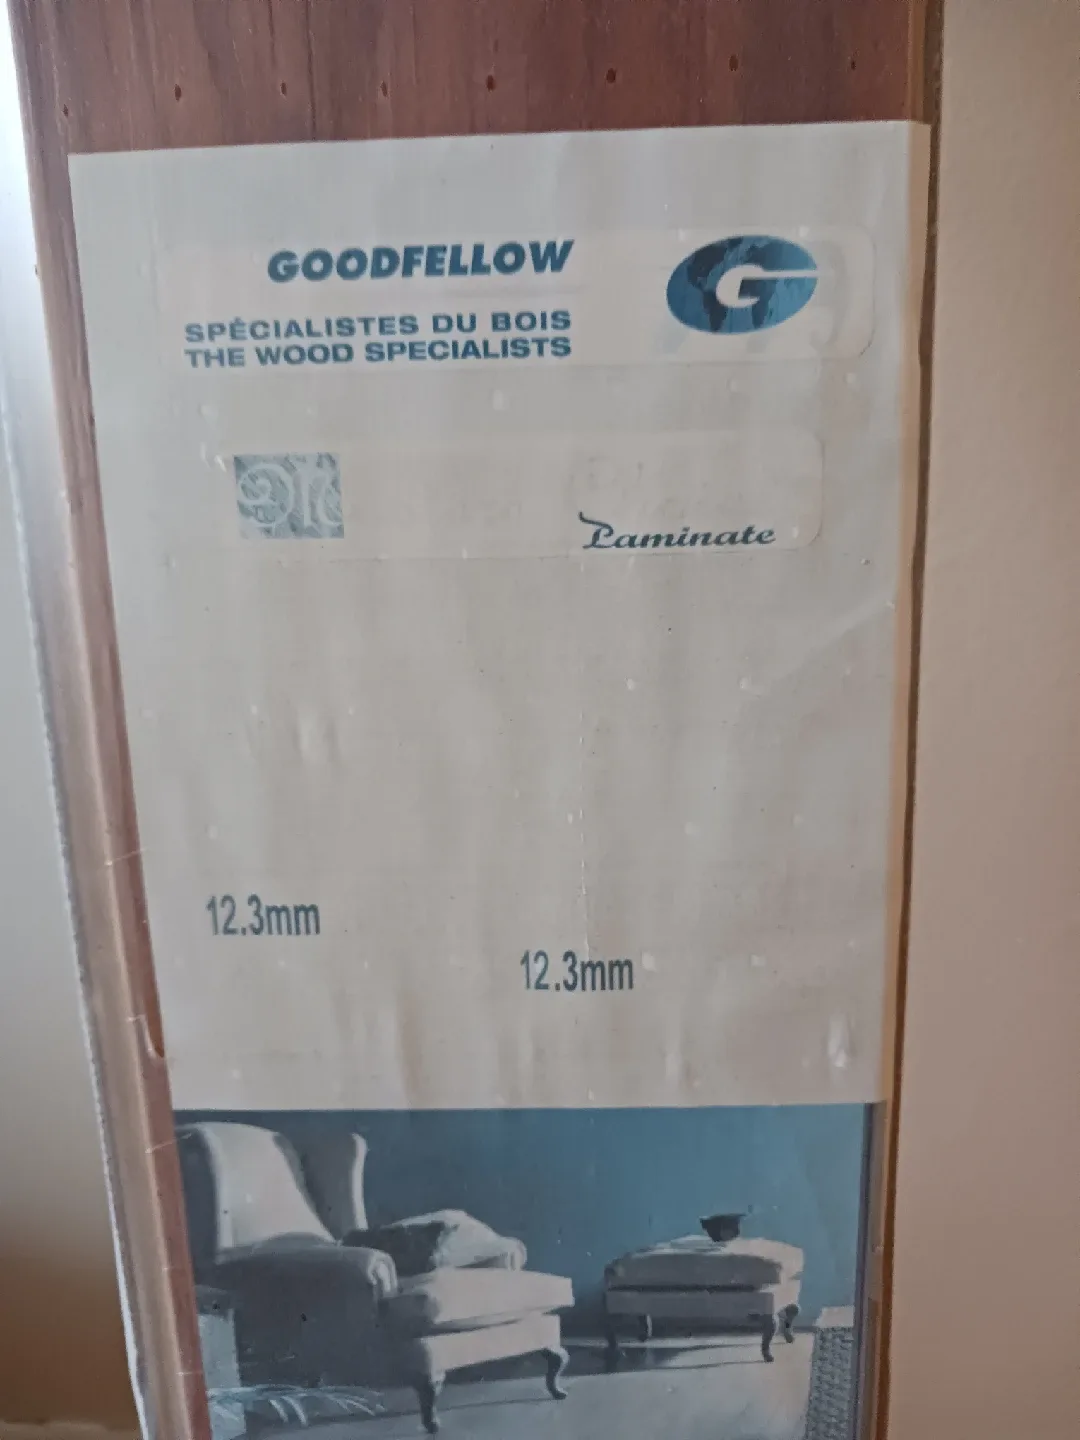 GOODFELLOW
SPÉCIALISTES DU BOIS
THE WOOD SPECIALISTS
G
Laminate
12.3mm
12.3mm